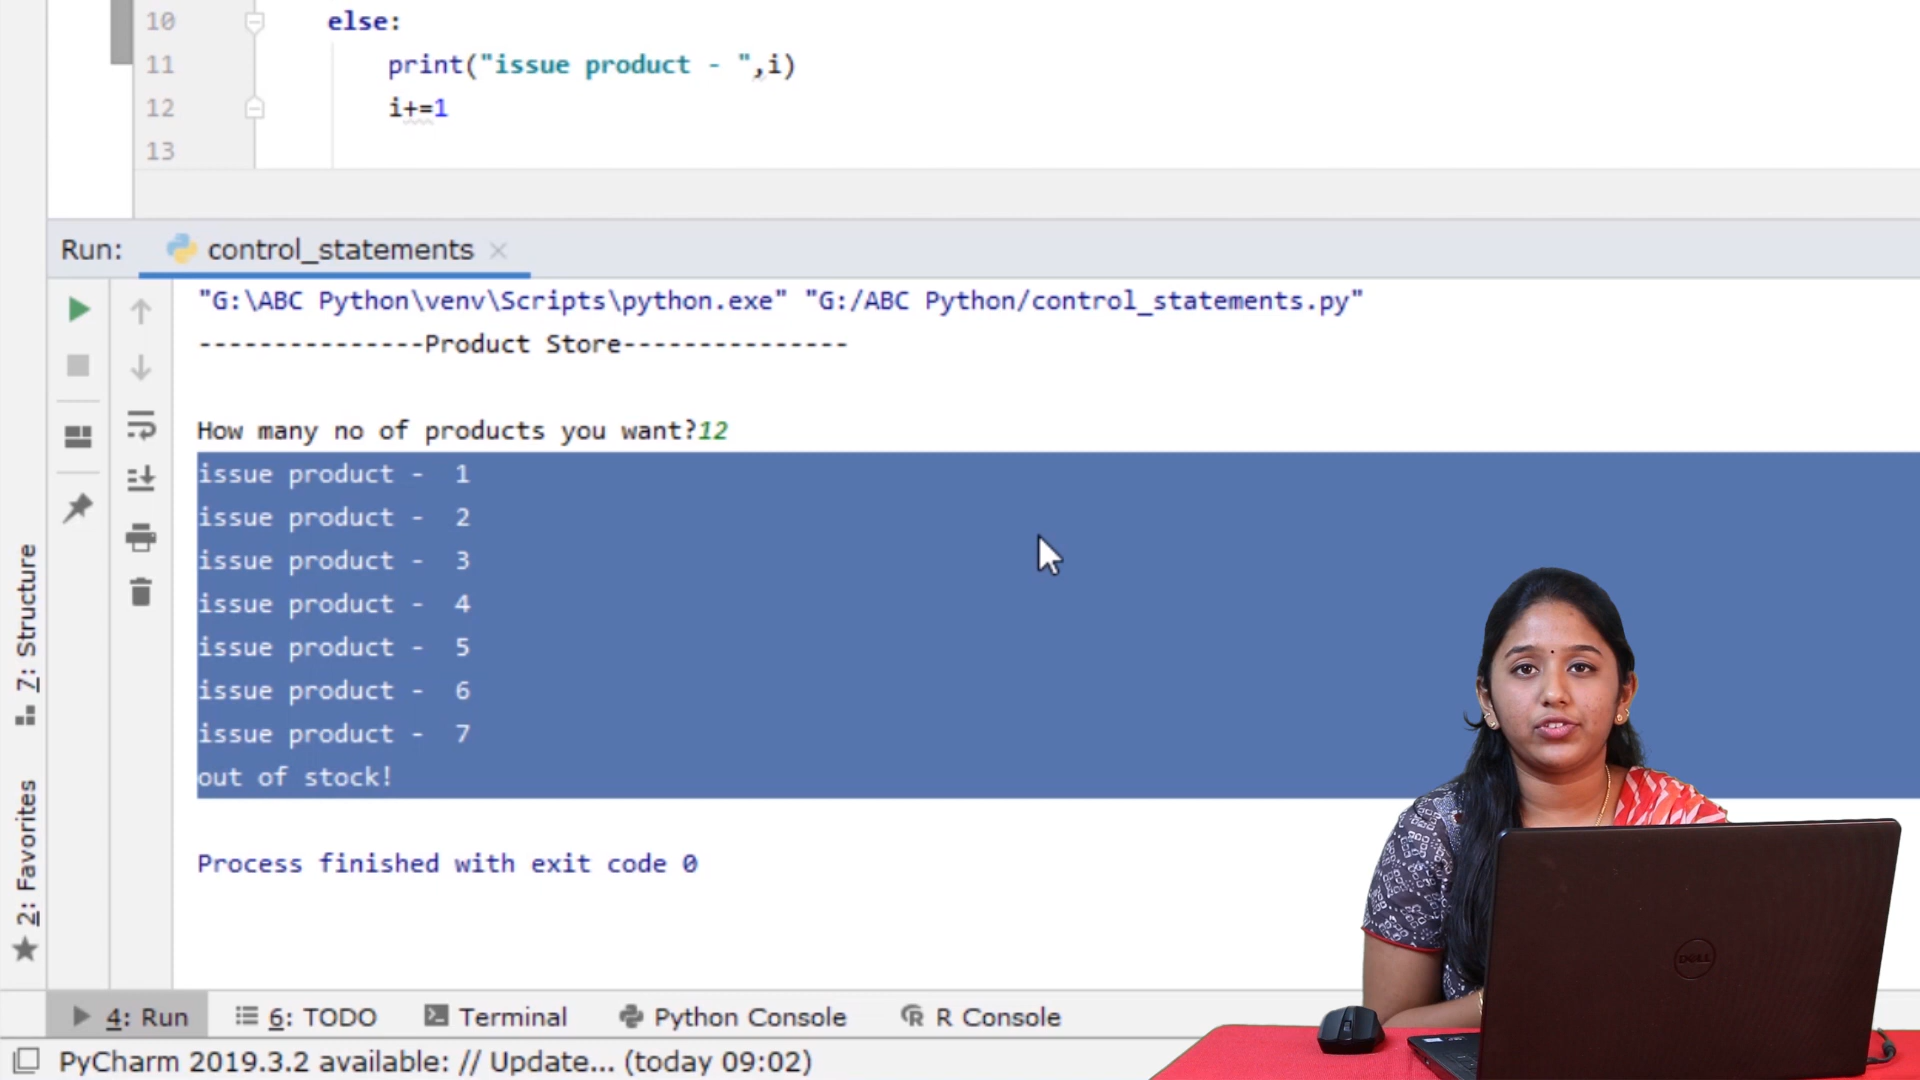 10 else:
11 print("issue product - ",i)
12 i+=1
13
Run: control_statements
"G:\ABC Python\venv\Scripts\python.exe" "G:/ABC Python/control_statements.py"
---------------Product Store---------------
How many no of products you want?12
issue product -  1
issue product -  2
issue product -  3
issue product -  4
issue product -  5
issue product -  6
issue product -  7
out of stock!
Process finished with exit code 0
7: Structure
2: Favorites
4: Run
6: TODO
Terminal
Python Console
R Console
PyCharm 2019.3.2 available: // Update... (today 09:02)
DELL